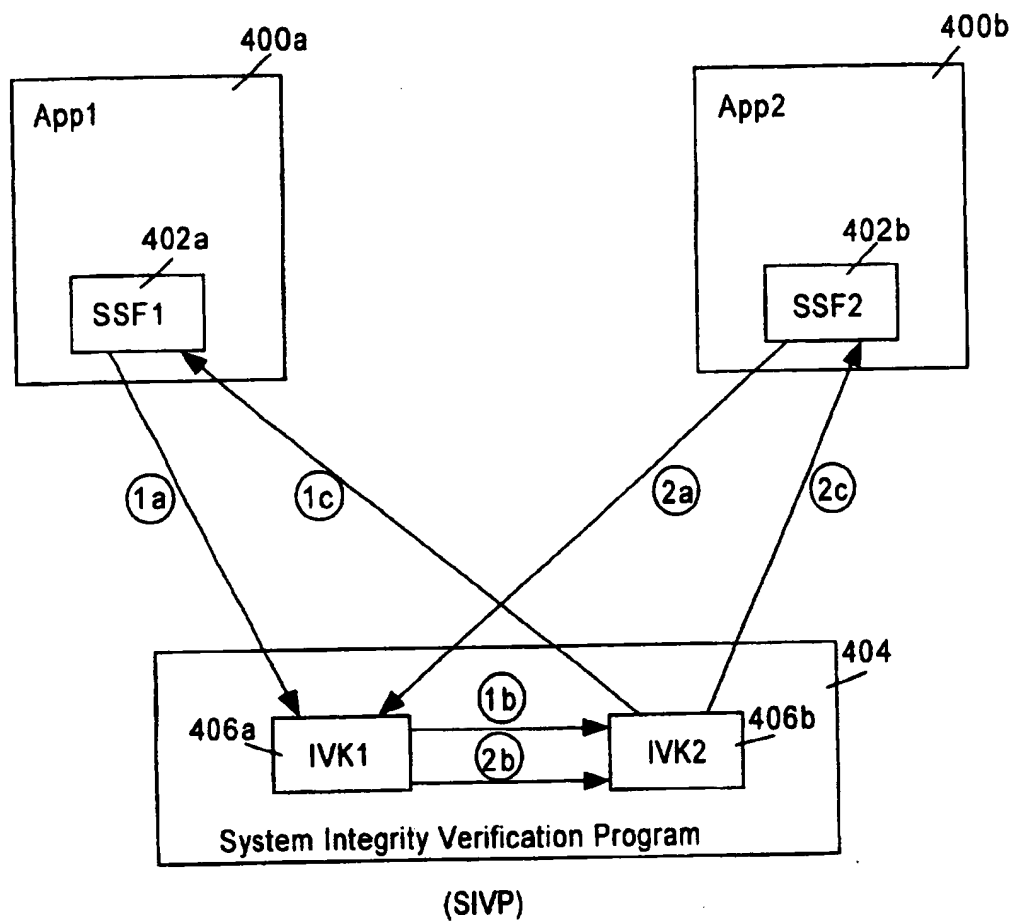 400a
400b
App1
App2
402a
402b
SSF1
SSF2
1a
1c
2a
2c
404
1b
406a
406b
IVK1
IVK2
2b
System Integrity Verification Program
(SIVP)